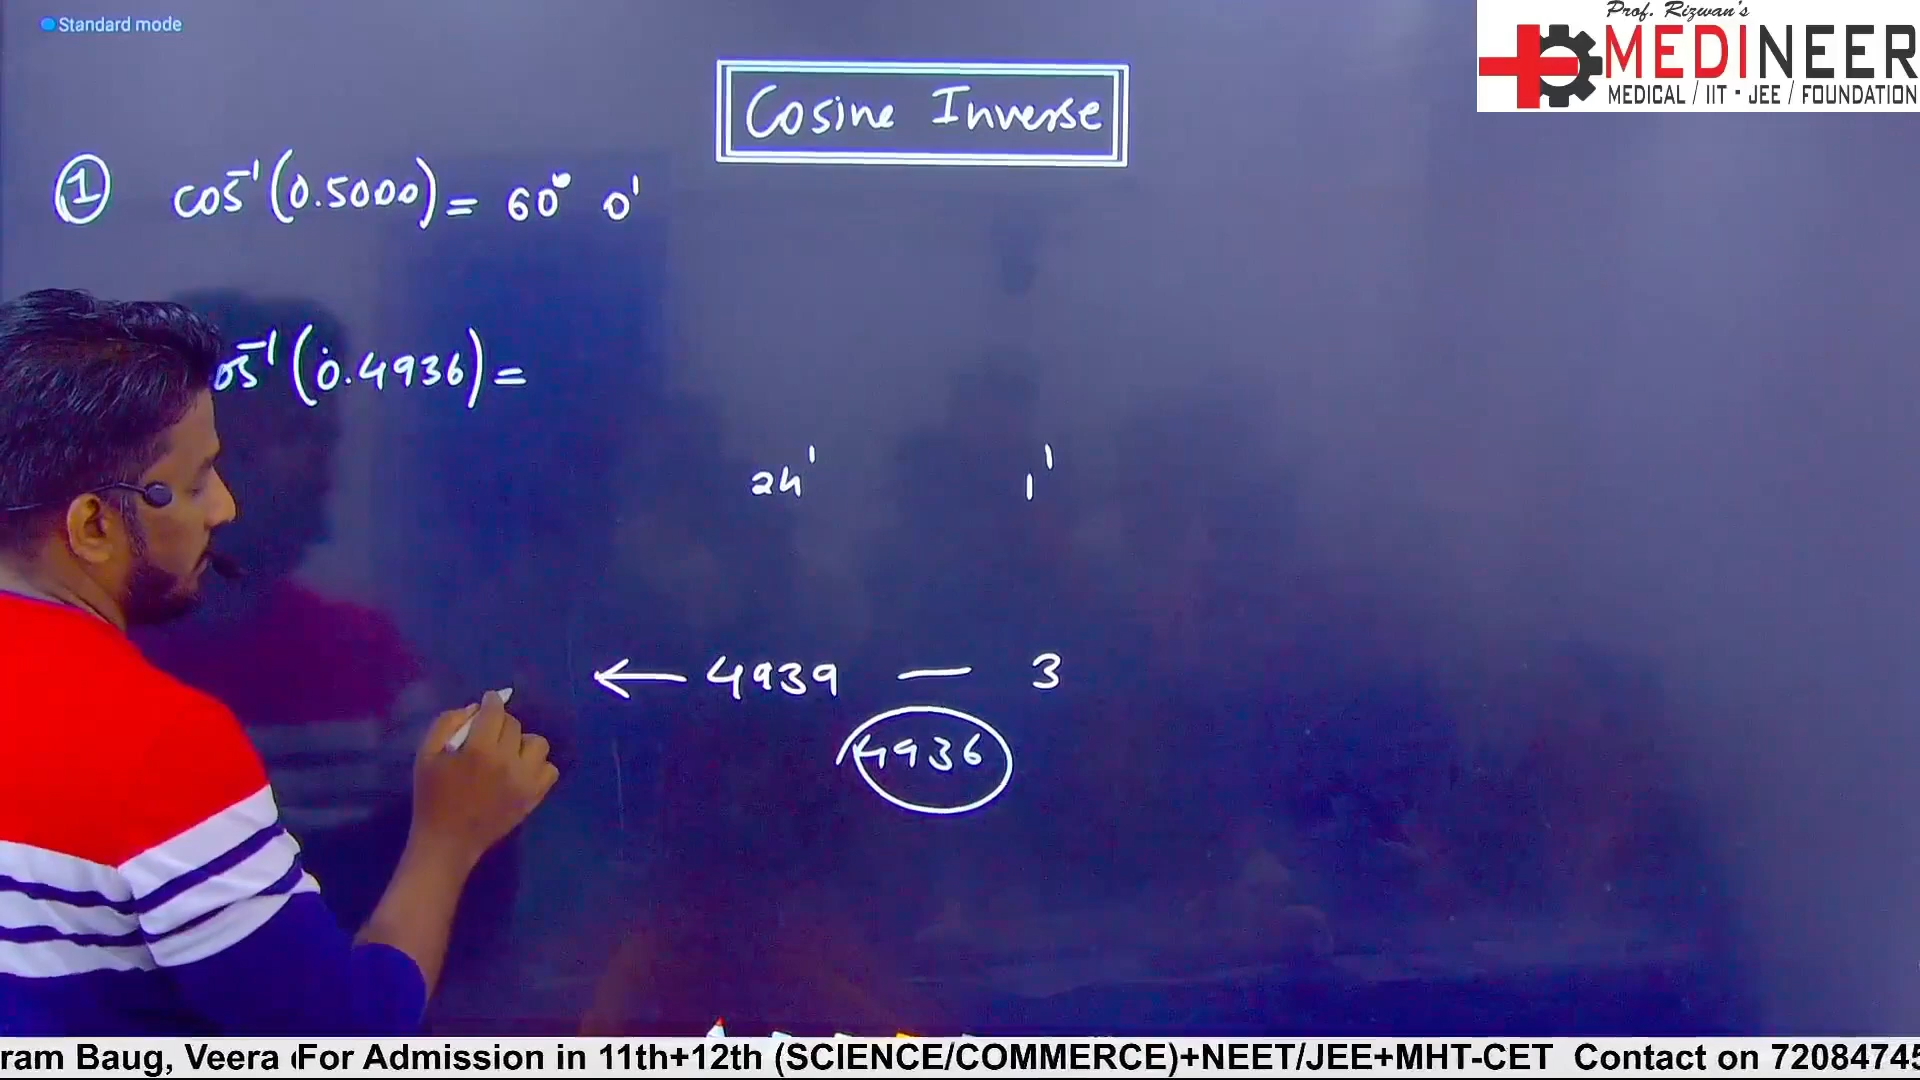 Standard mode
Prof. Rizwan's
MEDINEER
MEDICAL / IIT - JEE / FOUNDATION
Cosine Inverse
① cos⁻¹(0.5000) = 60° 0'
os⁻¹(0.4936) =
24' 1'
← 4939 — 3
4936
ram Baug, Veera For Admission in 11th+12th (SCIENCE/COMMERCE)+NEET/JEE+MHT-CET Contact on 72084745